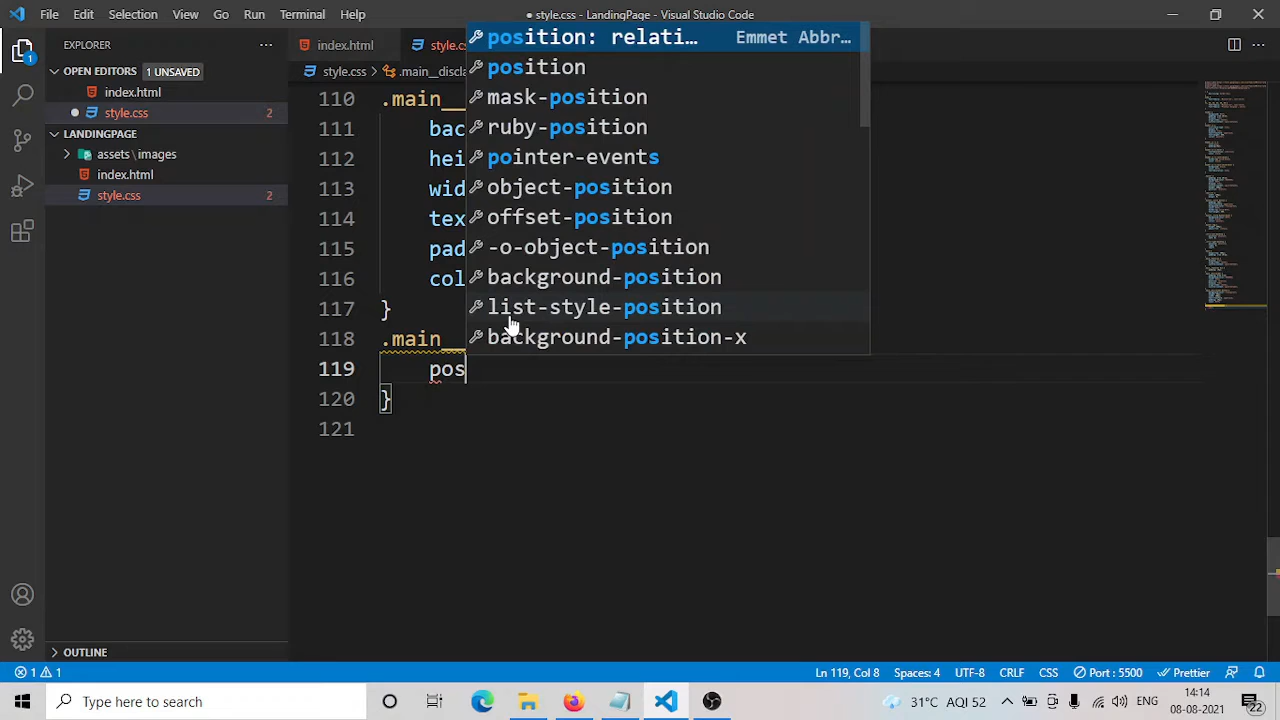 File Edit Selection View Go Run Terminal Help
● style.css - LandingPage - Visual Studio Code
EXPLORER
OPEN EDITORS 1 UNSAVED
index.html
style.css 2
LANDINGPAGE
assets\images
index.html
style.css 2
OUTLINE
index.html
style.cs
style.css > .main_discla
110 .main__
111 bac
112 hei
113 wid
114 tex
115 pad
116 col
117 }
118 .main__
119 pos
120 }
121
position: relati… Emmet Abbr…
position
mask-position
ruby-position
pointer-events
object-position
offset-position
-o-object-position
background-position
list-style-position
background-position-x
1 1 Ln 119, Col 8 Spaces: 4 UTF-8 CRLF CSS Port : 5500 Prettier
Type here to search
31°C AQI 52 ENG 14:14
08-08-2021 22